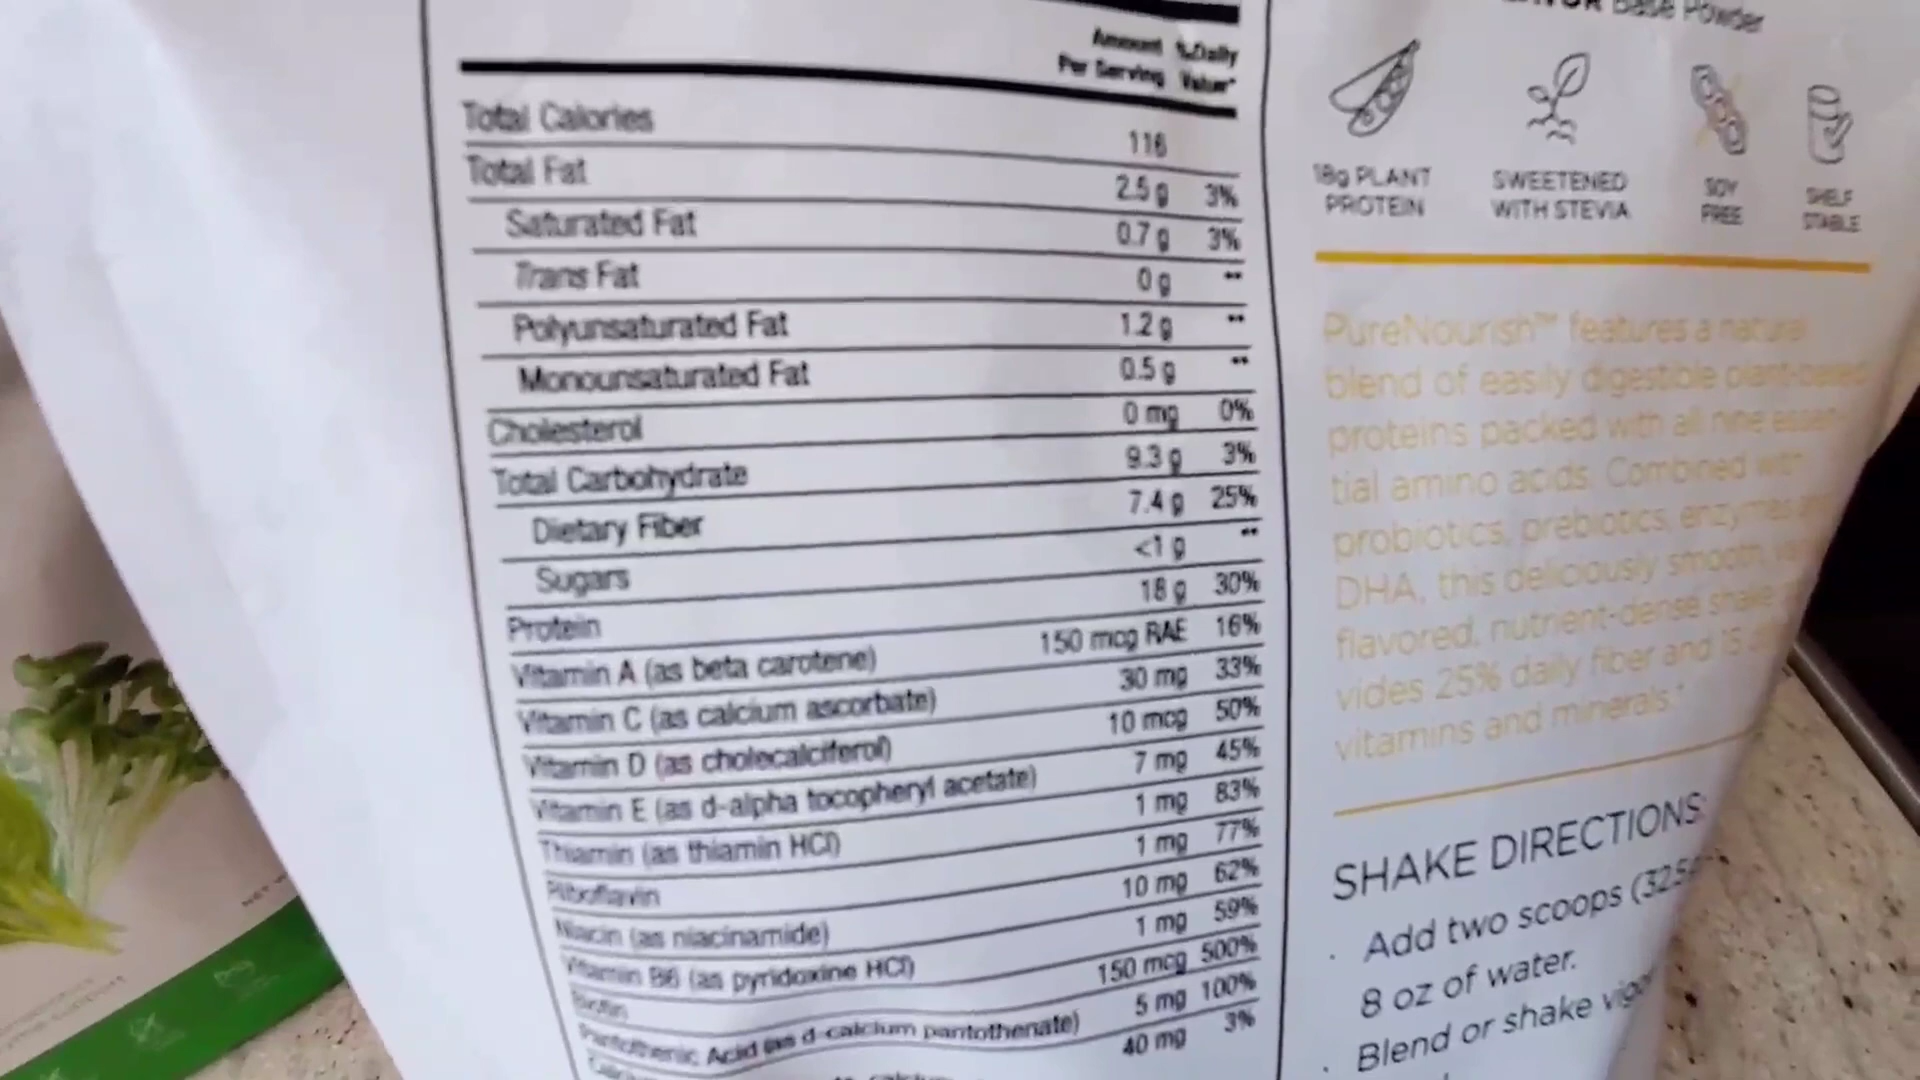 Base Powder
Amount %Daily
Per Serving Value*
Total Calories 116
Total Fat 2.5 g 3%
Saturated Fat 0.7 g 3%
Trans Fat 0 g **
Polyunsaturated Fat 1.2 g **
Monounsaturated Fat 0.5 g **
Cholesterol 0 mg 0%
Total Carbohydrate 9.3 g 3%
Dietary Fiber 7.4 g 25%
Sugars <1 g **
Protein 18 g 30%
Vitamin A (as beta carotene) 150 mcg RAE 16%
Vitamin C (as calcium ascorbate) 30 mg 33%
Vitamin D (as cholecalciferol) 10 mcg 50%
Vitamin E (as d-alpha tocopheryl acetate) 7 mg 45%
Thiamin (as thiamin HCl) 1 mg 83%
Riboflavin 1 mg 77%
Niacin (as niacinamide) 10 mg 62%
Vitamin B6 (as pyridoxine HCl) 1 mg 59%
Biotin 150 mcg 500%
Pantothenic Acid (as d-calcium pantothenate) 5 mg 100%
40 mg 3%
18g PLANT
PROTEIN
SWEETENED
WITH STEVIA
SOY
FREE
SHELF
STABLE
PureNourish™ features a natural
blend of easily digestible plant-based
proteins packed with all nine essen
tial amino acids. Combined with
probiotics, prebiotics, enzymes
DHA, this deliciously smooth
flavored, nutrient-dense shake
vides 25% daily fiber and 15
vitamins and minerals.
SHAKE DIRECTIONS:
· Add two scoops (32.5
8 oz of water.
· Blend or shake vigo